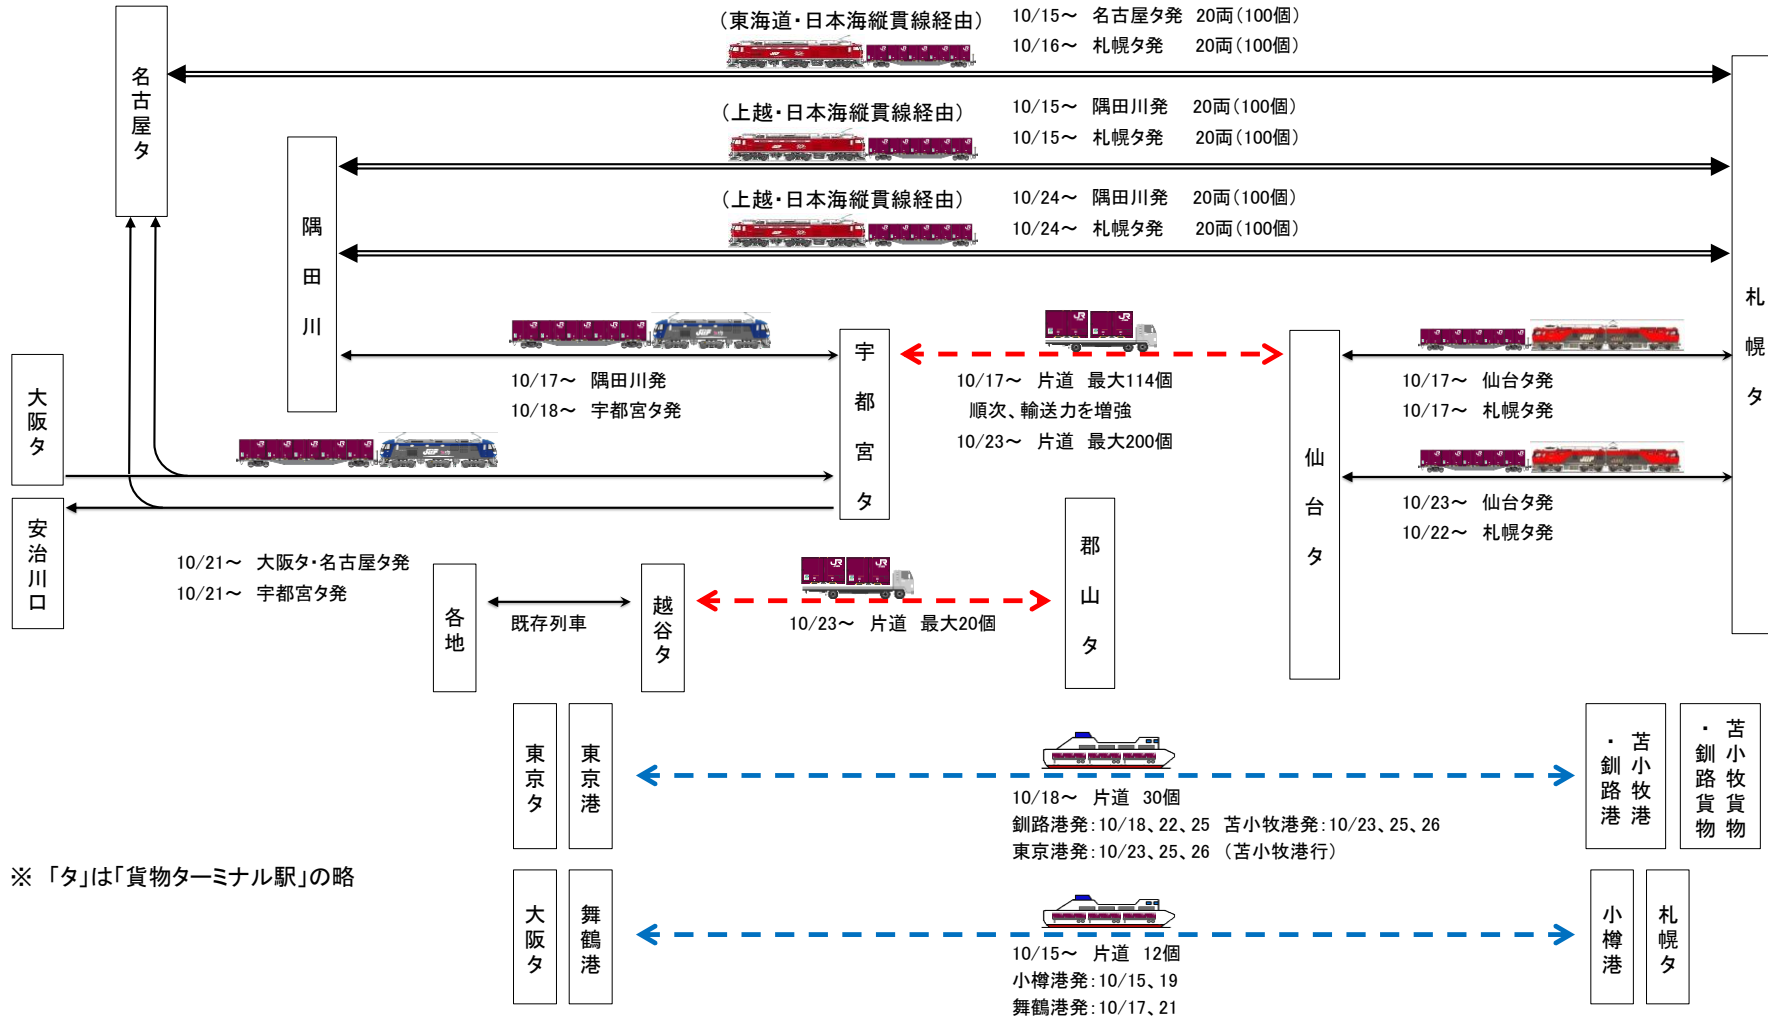 (東海道・日本海縦貫線経由)
10/15～ 名古屋タ発 20両(100個)
10/16～ 札幌タ発 20両(100個)
名古屋タ
(上越・日本海縦貫線経由)
10/15～ 隅田川発 20両(100個)
10/15～ 札幌タ発 20両(100個)
隅田川
(上越・日本海縦貫線経由)
10/24～ 隅田川発 20両(100個)
10/24～ 札幌タ発 20両(100個)
札幌タ
宇都宮タ
仙台タ
10/17～ 隅田川発
10/18～ 宇都宮タ発
10/17～ 片道 最大114個
順次、輸送力を増強
10/23～ 片道 最大200個
10/17～ 仙台タ発
10/17～ 札幌タ発
大阪タ
安治川口
10/23～ 仙台タ発
10/22～ 札幌タ発
10/21～ 大阪タ・名古屋タ発
10/21～ 宇都宮タ発
各地
既存列車
越谷タ
10/23～ 片道 最大20個
郡山タ
東京タ
東京港
10/18～ 片道 30個
釧路港発:10/18、22、25 苫小牧港発:10/23、25、26
東京港発:10/23、25、26 (苫小牧港行)
苫小牧港
・釧路港
苫小牧貨物
・釧路貨物
※ 「タ」は「貨物ターミナル駅」の略
大阪タ
舞鶴港
10/15～ 片道 12個
小樽港発:10/15、19
舞鶴港発:10/17、21
小樽港
札幌タ